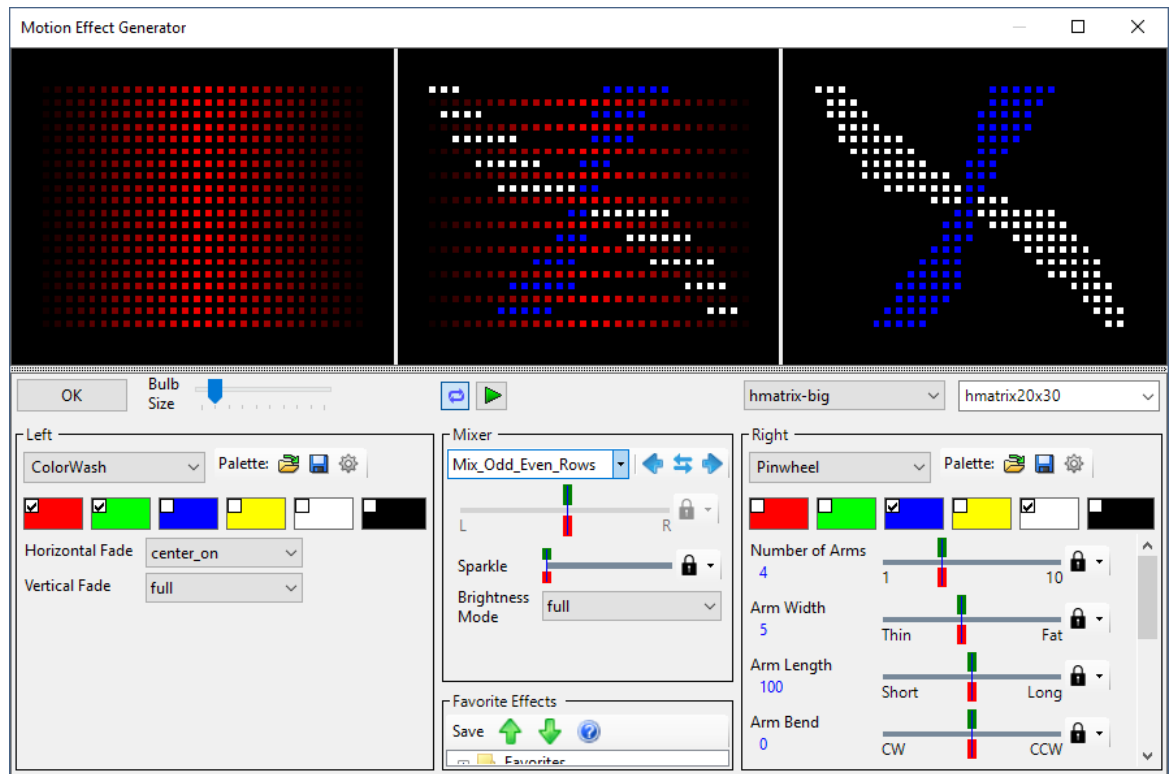 Motion Effect Generator
OK
Bulb
Size
hmatrix-big
hmatrix20x30
Left
ColorWash
Palette:
Horizontal Fade
center_on
Vertical Fade
full
Mixer
Mix_Odd_Even_Rows
L
R
Sparkle
Brightness
Mode
full
Favorite Effects
Save
Favorites
Right
Pinwheel
Palette:
Number of Arms
4
1
10
Arm Width
5
Thin
Fat
Arm Length
100
Short
Long
Arm Bend
0
CW
CCW